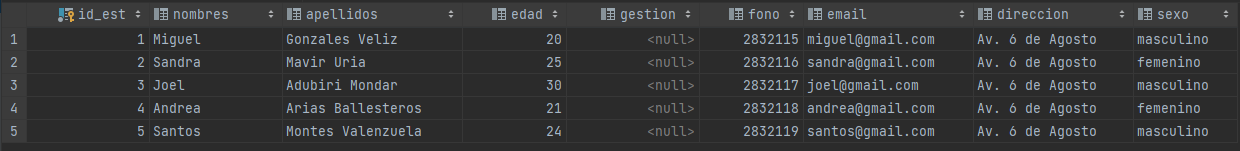 id_est nombres apellidos edad gestion fono email direccion sexo
1 1 Miguel Gonzales Veliz 20 <null> 2832115 miguel@gmail.com Av. 6 de Agosto masculino
2 2 Sandra Mavir Uria 25 <null> 2832116 sandra@gmail.com Av. 6 de Agosto femenino
3 3 Joel Adubiri Mondar 30 <null> 2832117 joel@gmail.com Av. 6 de Agosto masculino
4 4 Andrea Arias Ballesteros 21 <null> 2832118 andrea@gmail.com Av. 6 de Agosto femenino
5 5 Santos Montes Valenzuela 24 <null> 2832119 santos@gmail.com Av. 6 de Agosto masculino